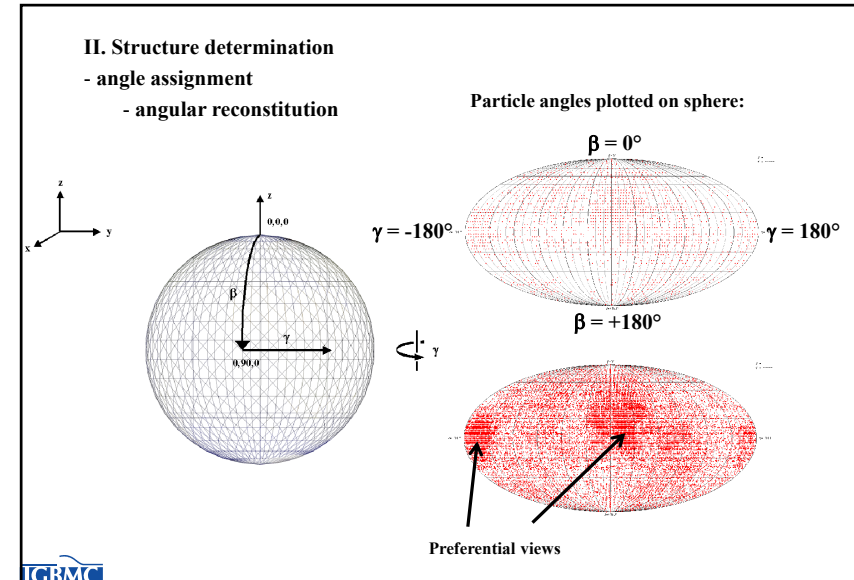 II. Structure determination
- angle assignment
- angular reconstitution
Particle angles plotted on sphere:
β = 0°
z
z
0,0,0
y
x
γ = -180°
γ = 180°
β
γ
0,90,0
γ
β = +180°
Preferential views
IGBMC